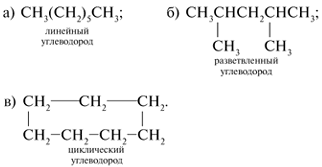 а) CH₃(CH₂)₅CH₃; б) CH₃CHCH₂CHCH₃;
линейный
углеводород
CH₃ CH₃
разветвленный
углеводород
в) CH₂—CH₂—CH₂.
CH₂–CH₂–CH₂–CH₂
циклический
углеводород